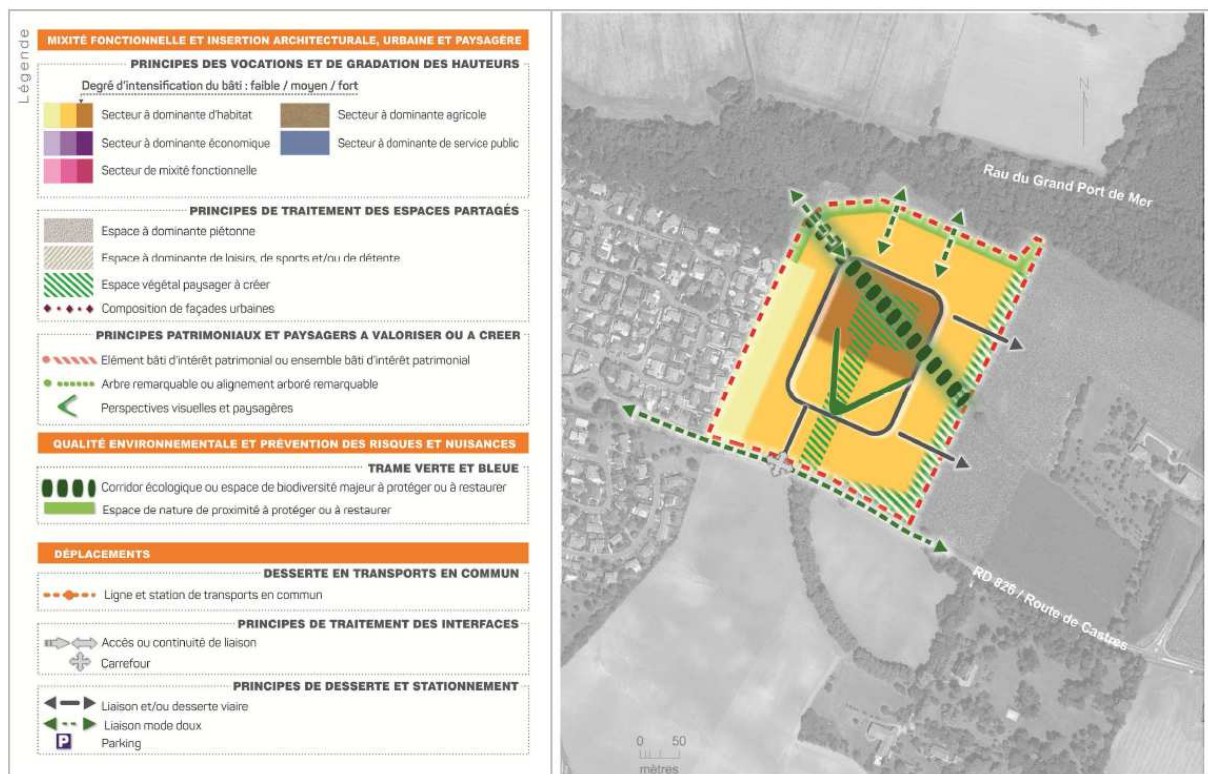 Légende
MIXITÉ FONCTIONNELLE ET INSERTION ARCHITECTURALE, URBAINE ET PAYSAGÈRE
PRINCIPES DES VOCATIONS ET DE GRADATION DES HAUTEURS
Degré d'intensification du bâti : faible / moyen / fort
Secteur à dominante d'habitat
Secteur à dominante agricole
Secteur à dominante économique
Secteur à dominante de service public
Secteur de mixité fonctionnelle
PRINCIPES DE TRAITEMENT DES ESPACES PARTAGÉS
Espace à dominante piétonne
Espace à dominante de loisirs, de sports et/ou de détente
Espace végétal paysager à créer
Composition de façades urbaines
PRINCIPES PATRIMONIAUX ET PAYSAGERS A VALORISER OU A CREER
Elément bâti d'intérêt patrimonial ou ensemble bâti d'intérêt patrimonial
Arbre remarquable ou alignement arboré remarquable
Perspectives visuelles et paysagères
QUALITÉ ENVIRONNEMENTALE ET PRÉVENTION DES RISQUES ET NUISANCES
TRAME VERTE ET BLEUE
Corridor écologique ou espace de biodiversité majeur à protéger ou à restaurer
Espace de nature de proximité à protéger ou à restaurer
DÉPLACEMENTS
DESSERTE EN TRANSPORTS EN COMMUN
Ligne et station de transports en commun
PRINCIPES DE TRAITEMENT DES INTERFACES
Accès ou continuité de liaison
Carrefour
PRINCIPES DE DESSERTE ET STATIONNEMENT
Liaison et/ou desserte viaire
Liaison mode doux
P Parking
Rau du Grand Port de Mer
RD 826 / Route de Castres
0 50
mètres